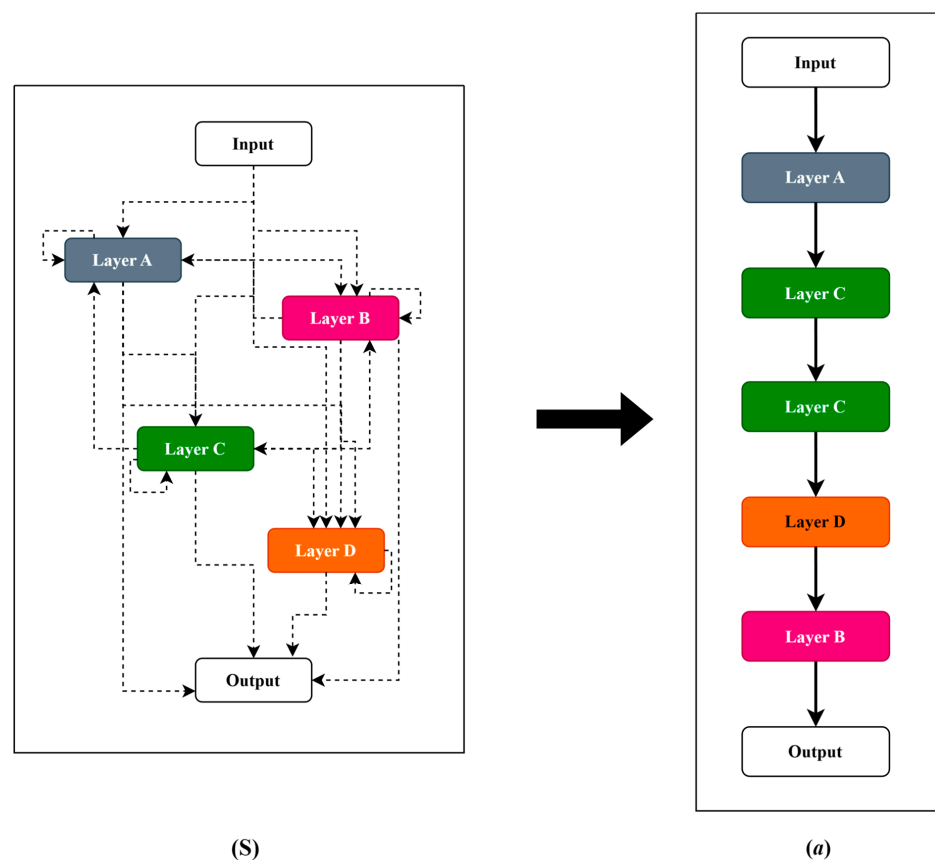 Input
Layer A
Layer B
Layer C
Layer D
Output
(S)
Input
Layer A
Layer C
Layer C
Layer D
Layer B
Output
(a)